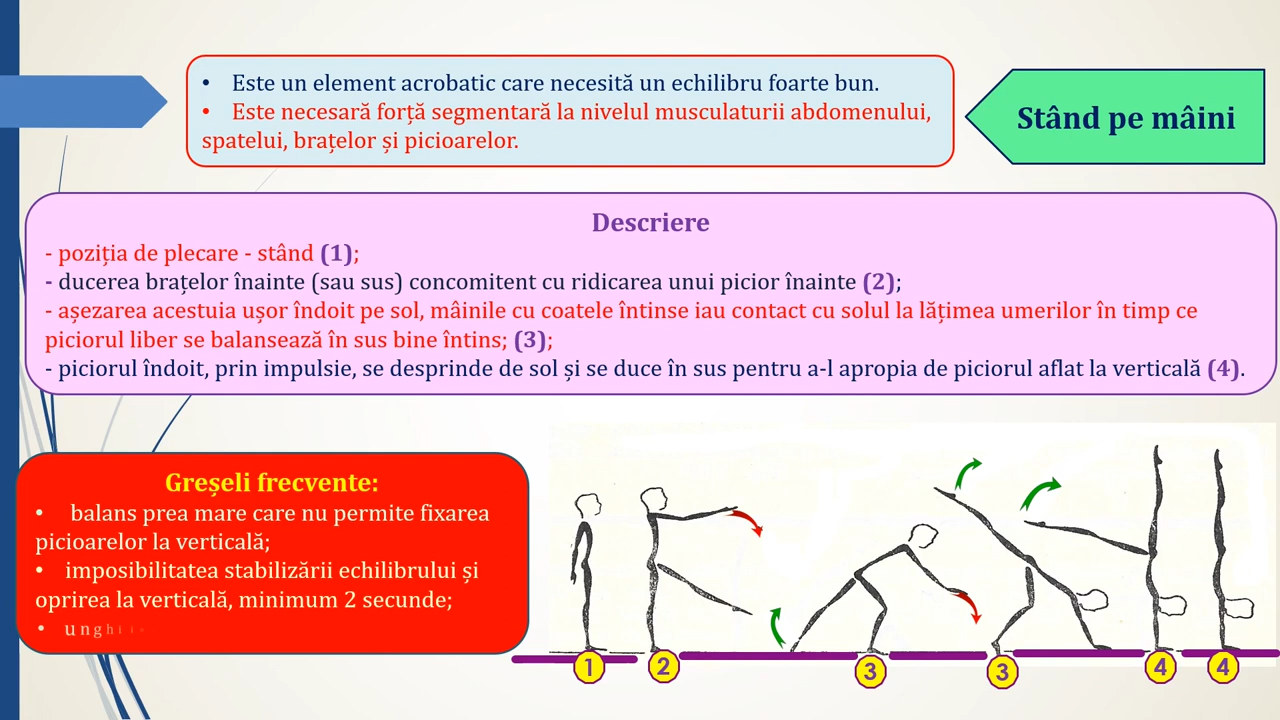 • Este un element acrobatic care necesită un echilibru foarte bun.
• Este necesară forță segmentară la nivelul musculaturii abdomenului,
spatelui, brațelor și picioarelor.
Stând pe mâini
Descriere
- poziția de plecare - stând (1);
- ducerea brațelor înainte (sau sus) concomitent cu ridicarea unui picior înainte (2);
- așezarea acestuia ușor îndoit pe sol, mâinile cu coatele întinse iau contact cu solul la lățimea umerilor în timp ce
piciorul liber se balansează în sus bine întins; (3);
- piciorul îndoit, prin impulsie, se desprinde de sol și se duce în sus pentru a-l apropia de piciorul aflat la verticală (4).
Greșeli frecvente:
• balans prea mare care nu permite fixarea
picioarelor la verticală;
• imposibilitatea stabilizării echilibrului și
oprirea la verticală, minimum 2 secunde;
1 2 3 3 4 4